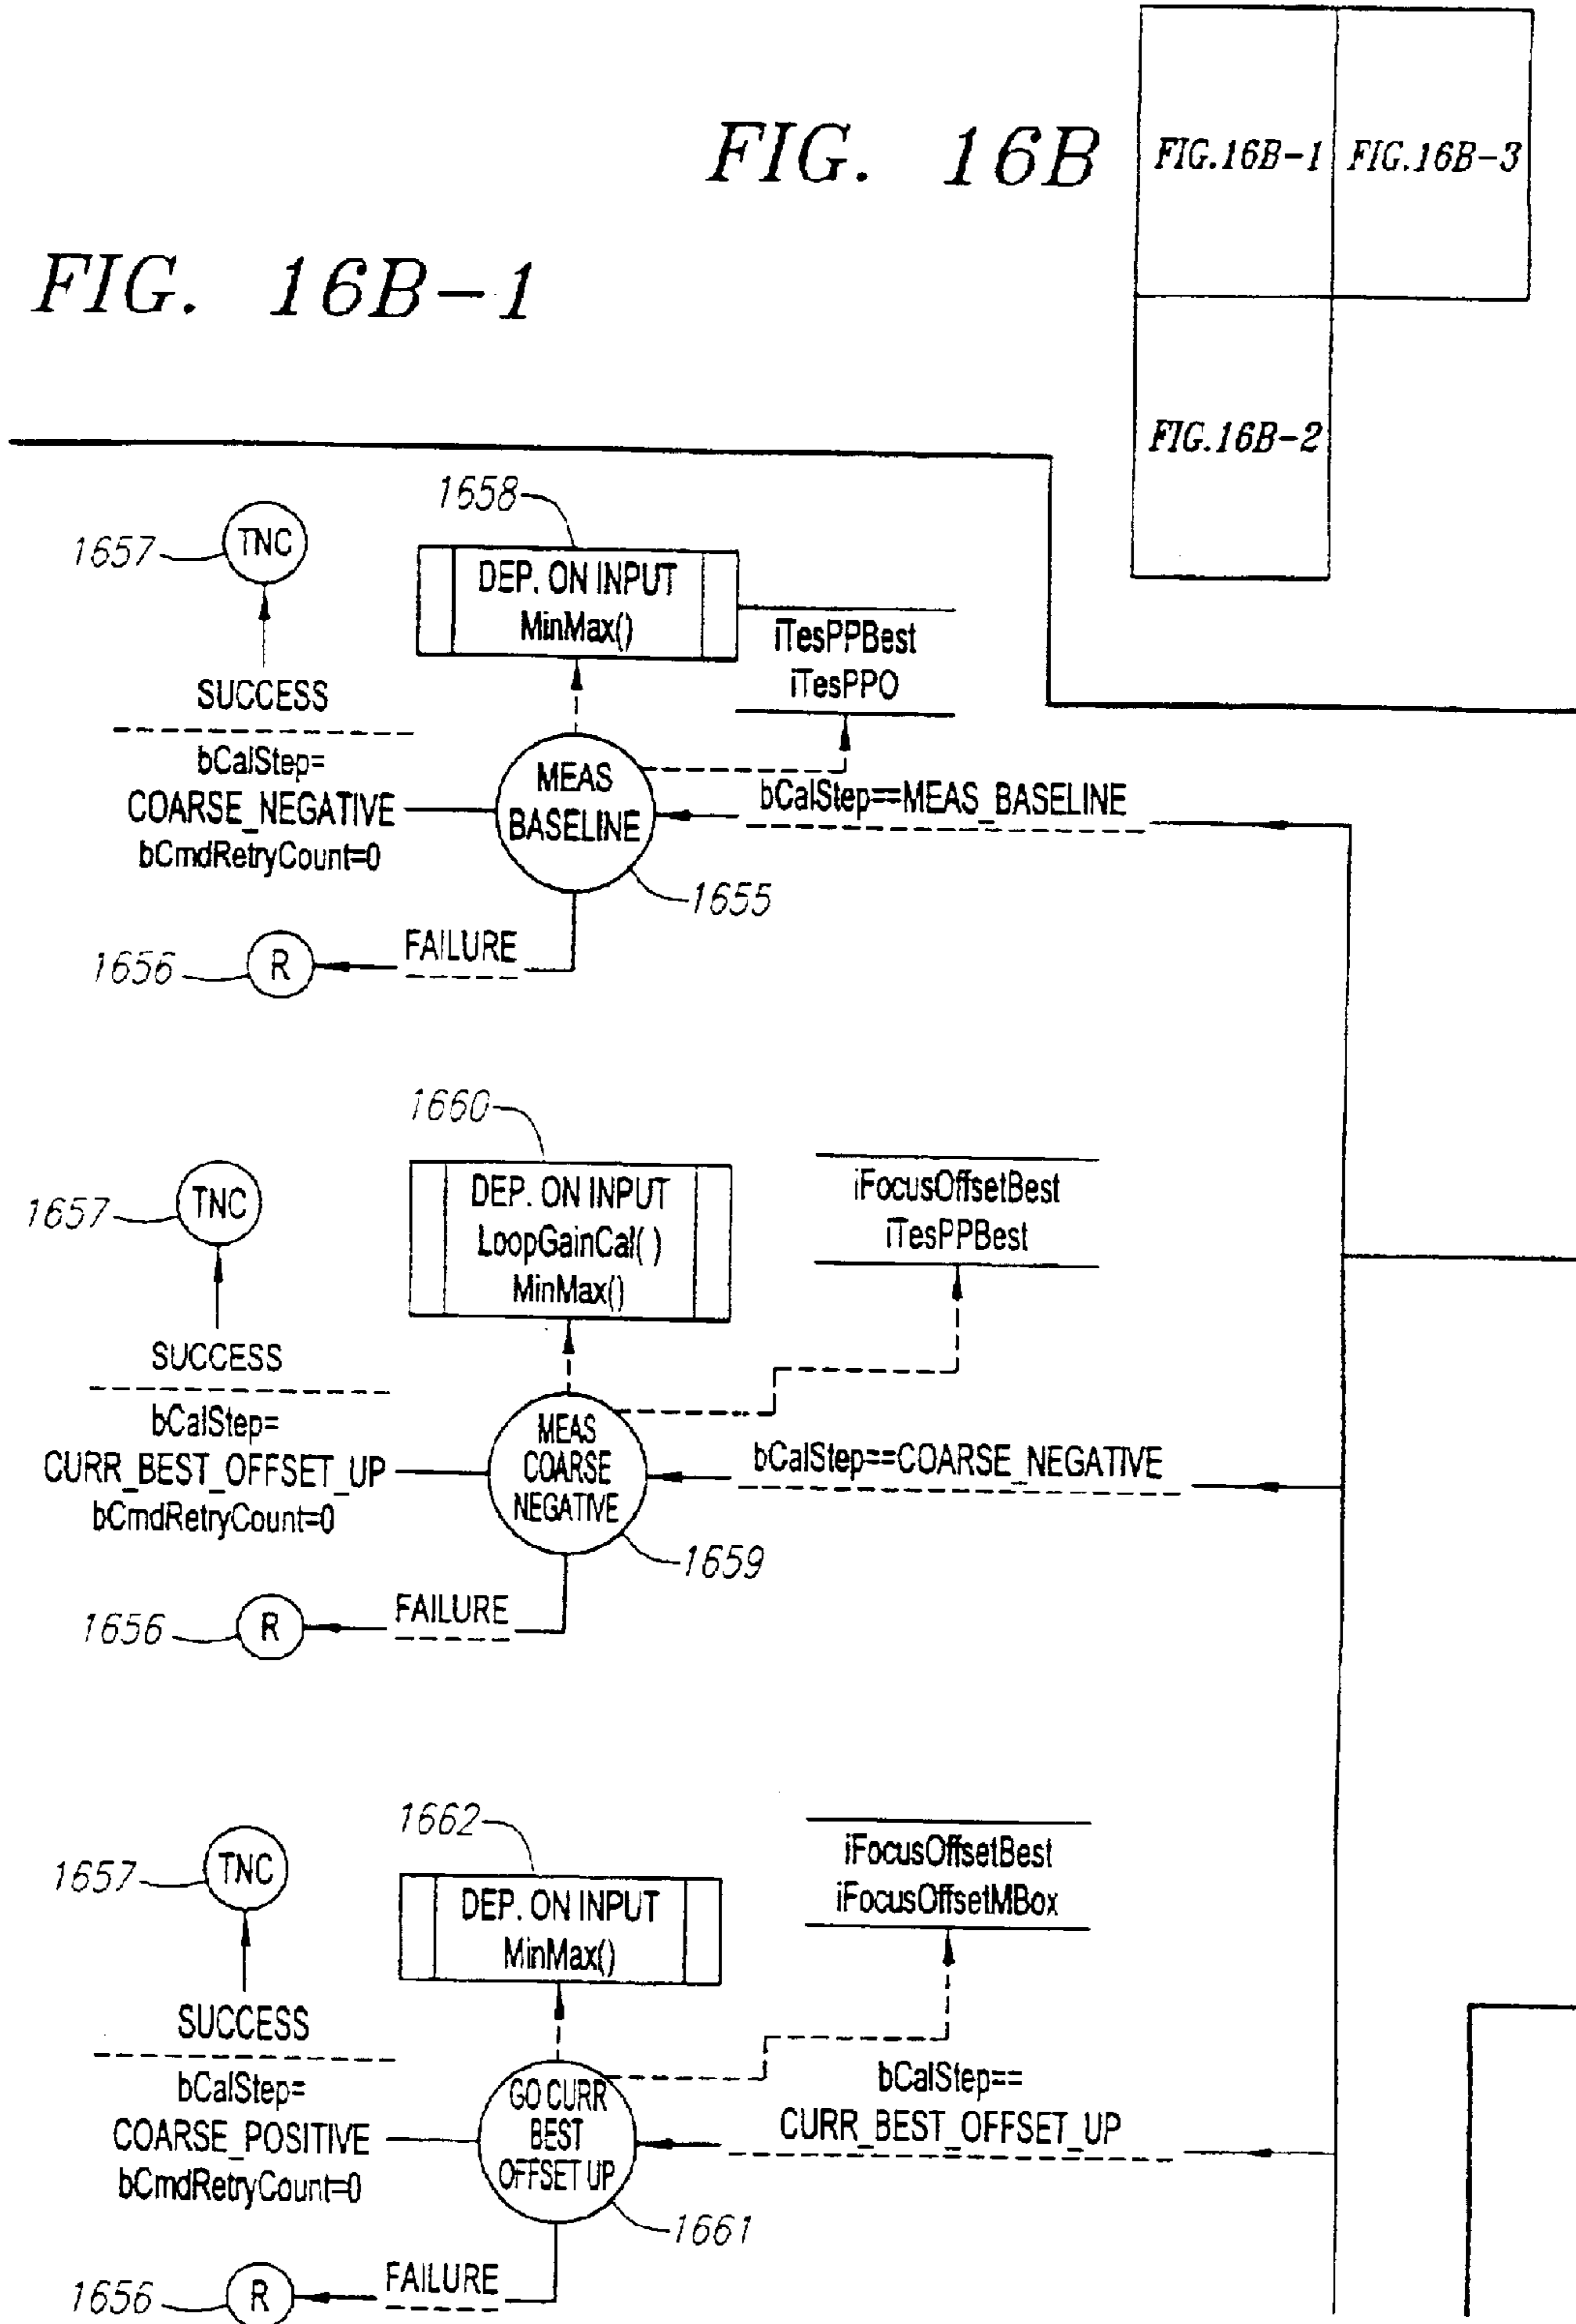 FIG. 16B
FIG.16B-1
FIG.16B-3
FIG.16B-2
FIG. 16B-1
1657
TNC
SUCCESS
bCalStep=
COARSE_NEGATIVE
bCmdRetryCount=0
1658
DEP. ON INPUT
MinMax()
iTesPPBest
iTesPPO
MEAS
BASELINE
bCalStep==MEAS_BASELINE
1655
1656
R
FAILURE
1657
TNC
SUCCESS
bCalStep=
CURR_BEST_OFFSET_UP
bCmdRetryCount=0
1660
DEP. ON INPUT
LoopGainCal( )
MinMax()
iFocusOffsetBest
iTesPPBest
MEAS
COARSE
NEGATIVE
bCalStep==COARSE_NEGATIVE
1659
1656
R
FAILURE
1657
TNC
SUCCESS
bCalStep=
COARSE_POSITIVE
bCmdRetryCount=0
1662
DEP. ON INPUT
MinMax()
iFocusOffsetBest
iFocusOffsetMBox
GO CURR
BEST
OFFSET UP
bCalStep==
CURR_BEST_OFFSET_UP
1661
1656
R
FAILURE